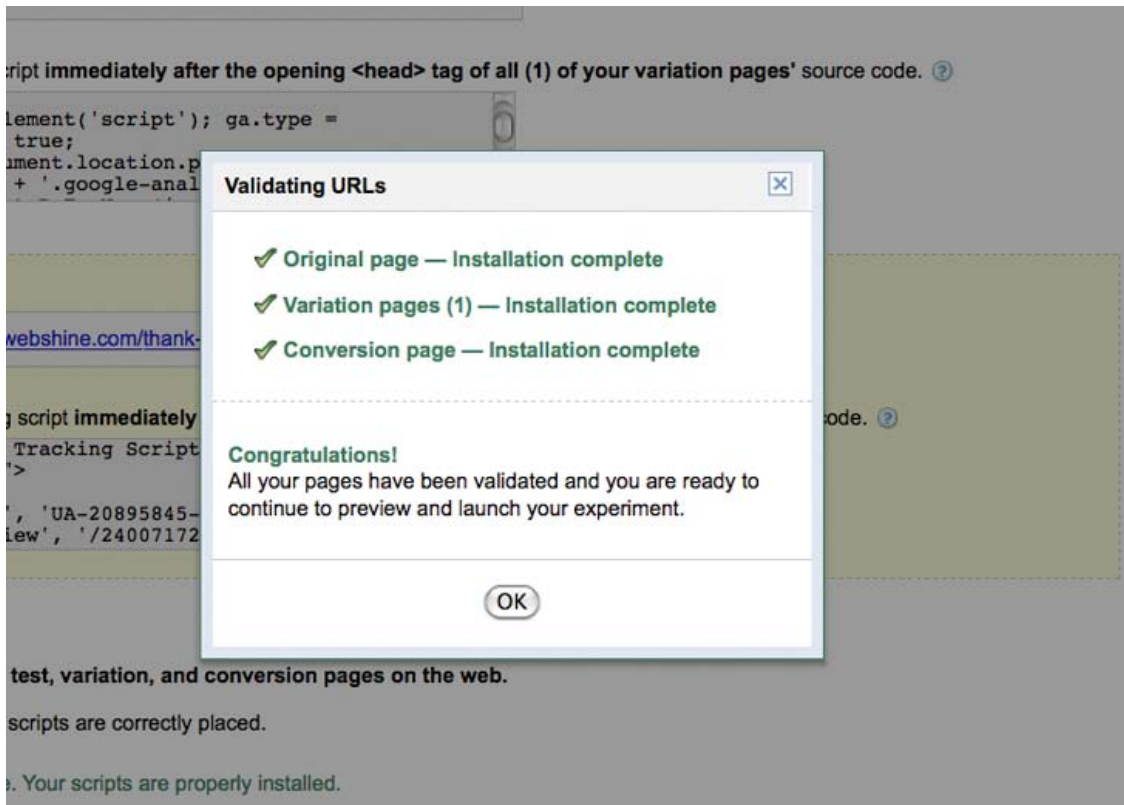 script immediately after the opening <head> tag of all (1) of your variation pages' source code. ?
lement('script'); ga.type =
true;
ument.location.p
+ '.google-anal
Validating URLs
Original page — Installation complete
Variation pages (1) — Installation complete
Conversion page — Installation complete
webshine.com/thank-
g script immediately
ode. ?
Tracking Script
">
Congratulations!
All your pages have been validated and you are ready to
continue to preview and launch your experiment.
', 'UA-20895845-
iew', '/24007172
OK
test, variation, and conversion pages on the web.
scripts are correctly placed.
e. Your scripts are properly installed.